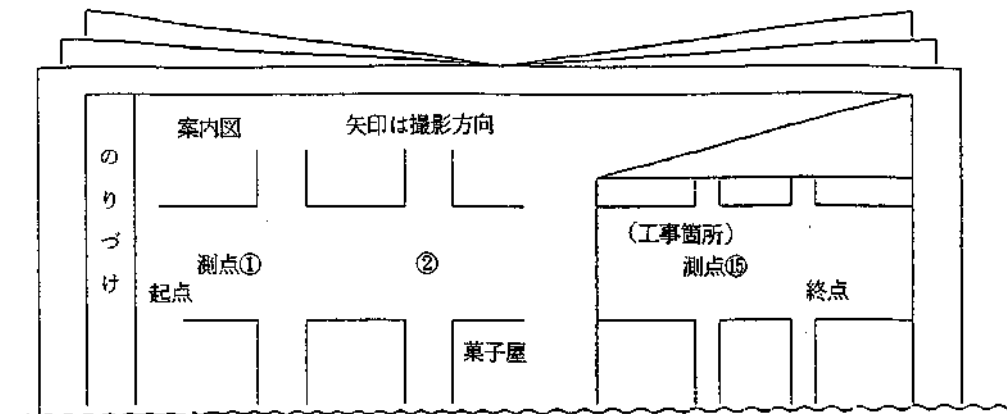 案内図
矢印は撮影方向
のりづけ
(工事箇所)
測点①
②
測点⑮
起点
終点
菓子屋